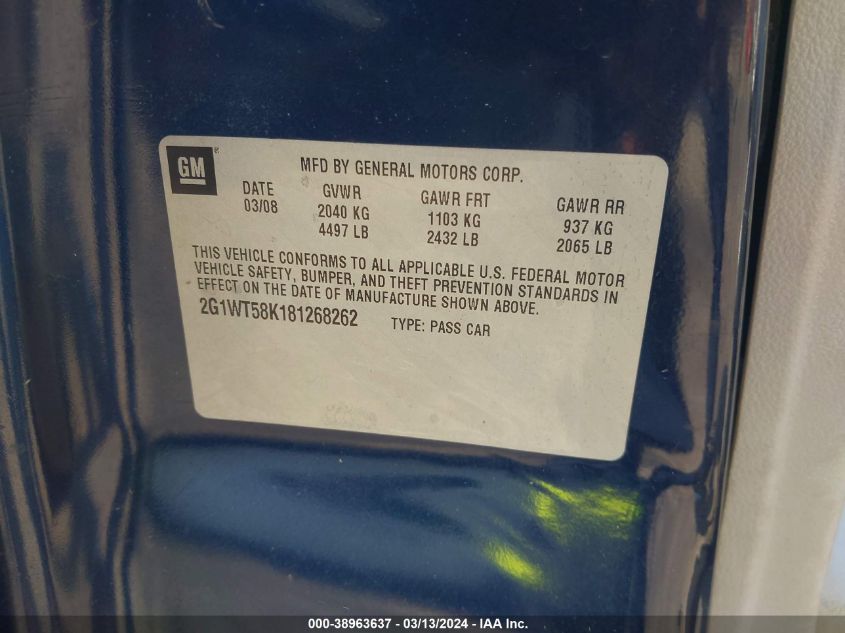 GM
MFD BY GENERAL MOTORS CORP.
DATE GVWR GAWR FRT GAWR RR
03/08 2040 KG 1103 KG 937 KG
4497 LB 2432 LB 2065 LB
THIS VEHICLE CONFORMS TO ALL APPLICABLE U.S. FEDERAL MOTOR
VEHICLE SAFETY, BUMPER, AND THEFT PREVENTION STANDARDS IN
EFFECT ON THE DATE OF MANUFACTURE SHOWN ABOVE.
2G1WT58K181268262 TYPE: PASS CAR
000-38963637 - 03/13/2024 - IAA Inc.